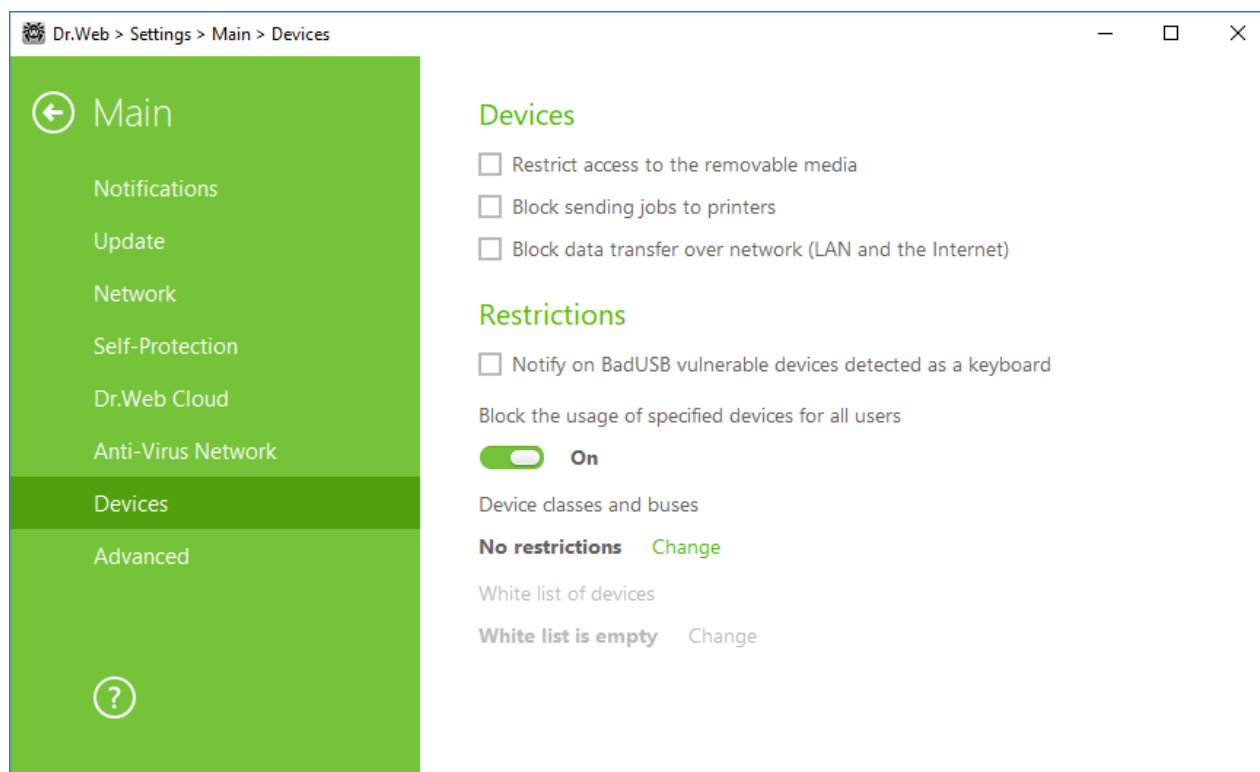 Dr.Web > Settings > Main > Devices
Main
Notifications
Update
Network
Self-Protection
Dr.Web Cloud
Anti-Virus Network
Devices
Advanced
?
Devices
Restrict access to the removable media
Block sending jobs to printers
Block data transfer over network (LAN and the Internet)
Restrictions
Notify on BadUSB vulnerable devices detected as a keyboard
Block the usage of specified devices for all users
On
Device classes and buses
No restrictions Change
White list of devices
White list is empty Change